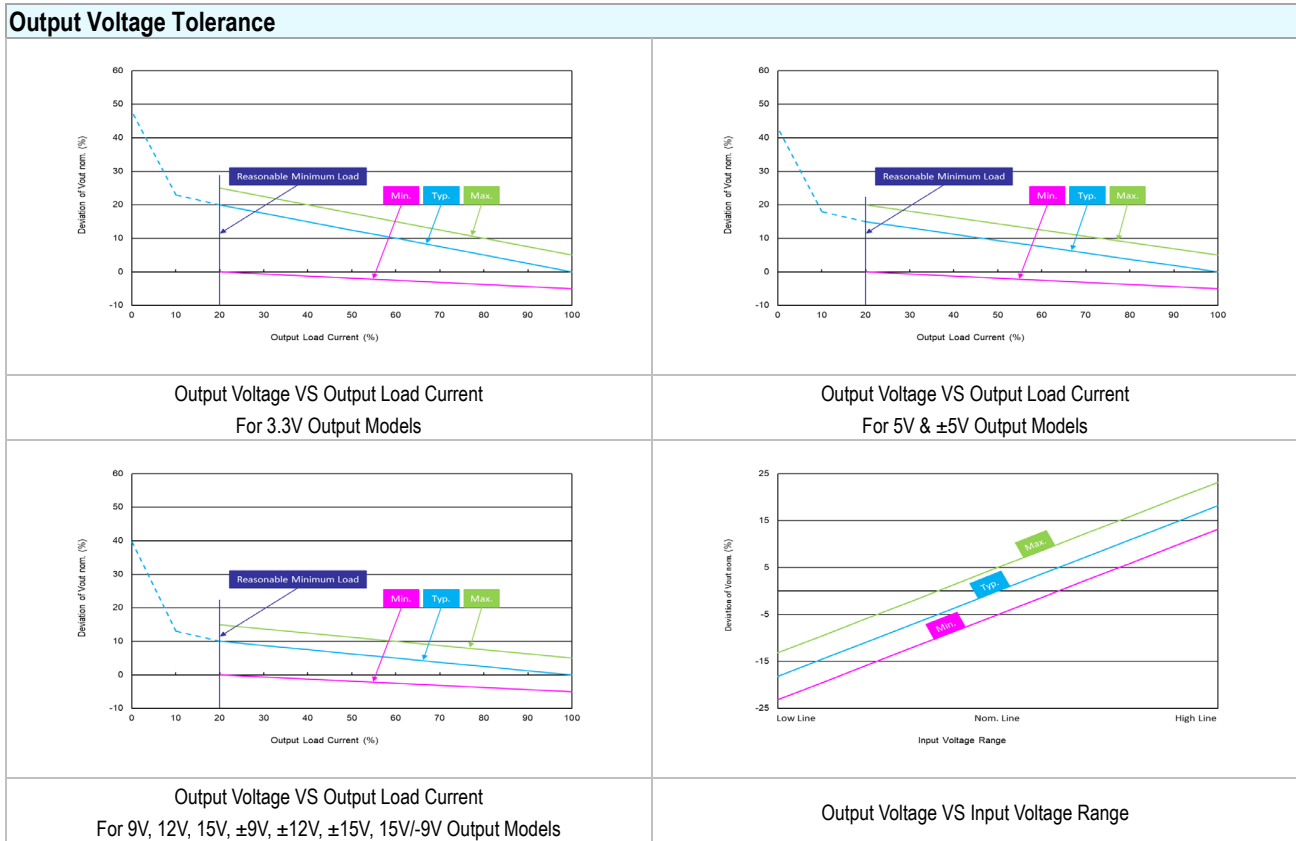 Output Voltage Tolerance
60
50
40
30
20
10
0
-10
Deviation of Vout nom. (%)
Reasonable Minimum Load
Min.
Typ.
Max.
0 10 20 30 40 50 60 70 80 90 100
Output Load Current (%)
Output Voltage VS Output Load Current
For 3.3V Output Models
60
50
40
30
20
10
0
-10
Deviation of Vout nom. (%)
Reasonable Minimum Load
Min.
Typ.
Max.
0 10 20 30 40 50 60 70 80 90 100
Output Load Current (%)
Output Voltage VS Output Load Current
For 5V & ±5V Output Models
60
50
40
30
20
10
0
-10
Deviation of Vout nom. (%)
Reasonable Minimum Load
Min.
Typ.
Max.
0 10 20 30 40 50 60 70 80 90 100
Output Load Current (%)
Output Voltage VS Output Load Current
For 9V, 12V, 15V, ±9V, ±12V, ±15V, 15V/-9V Output Models
25
15
5
-5
-15
-25
Deviation of Vout nom. (%)
Max.
Typ.
Min.
Low Line Nom. Line High Line
Input Voltage Range
Output Voltage VS Input Voltage Range